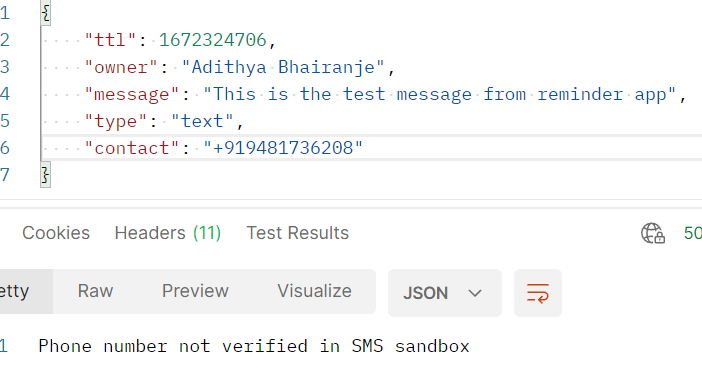 1 {
2 "ttl": 1672324706,
3 "owner": "Adithya Bhairanje",
4 "message": "This is the test message from reminder app",
5 "type": "text",
6 "contact": "+919481736208"
7 }
Cookies Headers (11) Test Results 50
etty Raw Preview Visualize JSON
1 Phone number not verified in SMS sandbox